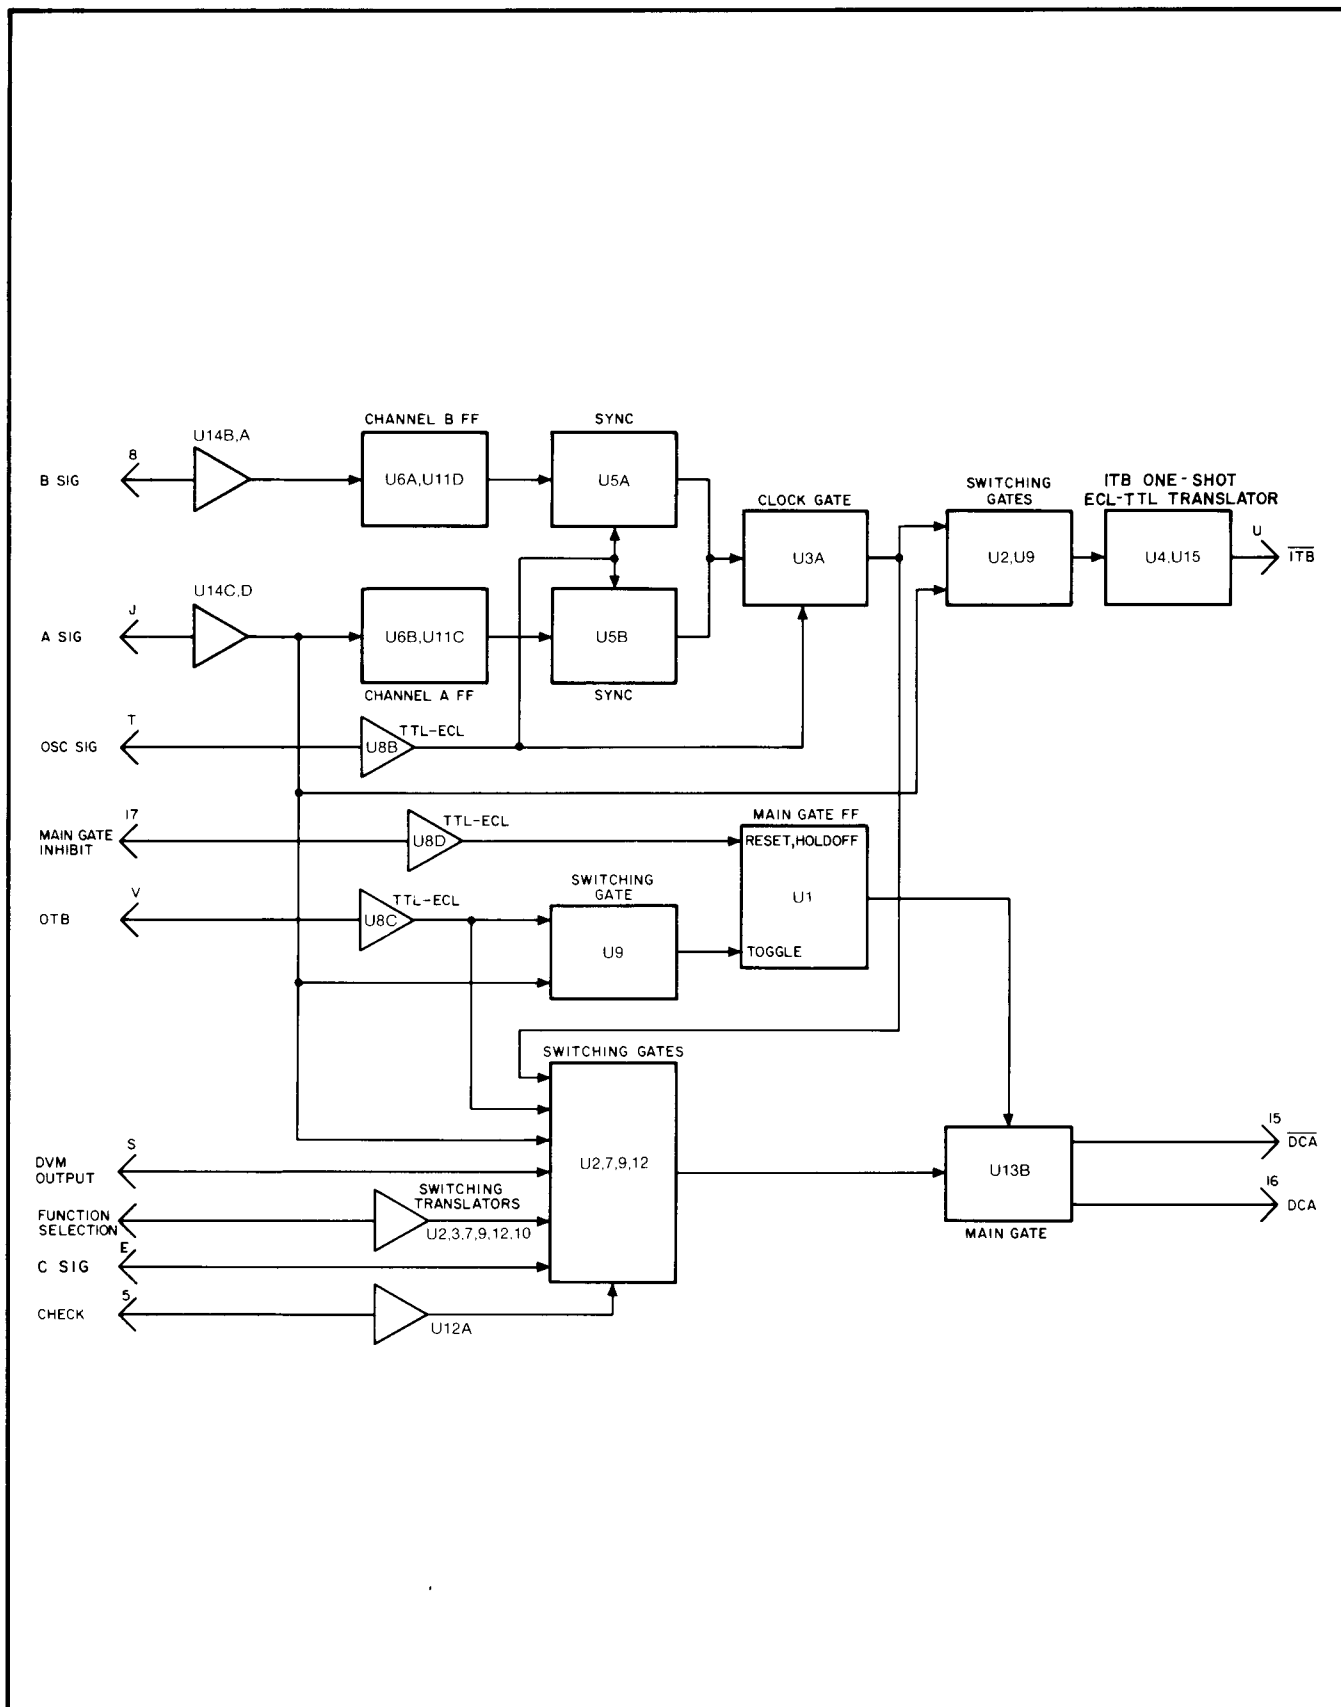 CHANNEL B FF
SYNC
U14B,A
8
B SIG
U6A,U11D
U5A
CLOCK GATE
SWITCHING
GATES
ITB ONE-SHOT
ECL-TTL TRANSLATOR
U
U3A
U2,U9
U4,U15
ITB
U14C,D
J
A SIG
U6B,U11C
U5B
CHANNEL A FF
SYNC
T
TTL-ECL
OSC SIG
U8B
17
MAIN GATE
INHIBIT
TTL-ECL
U8D
MAIN GATE FF
RESET,HOLDOFF
U1
TOGGLE
V
TTL-ECL
OTB
U8C
SWITCHING
GATE
U9
SWITCHING GATES
U2,7,9,12
S
DVM
OUTPUT
FUNCTION
SELECTION
SWITCHING
TRANSLATORS
U2,3,7,9,12,10
E
C SIG
5
CHECK
U12A
U13B
MAIN GATE
15
DCA
16
DCA